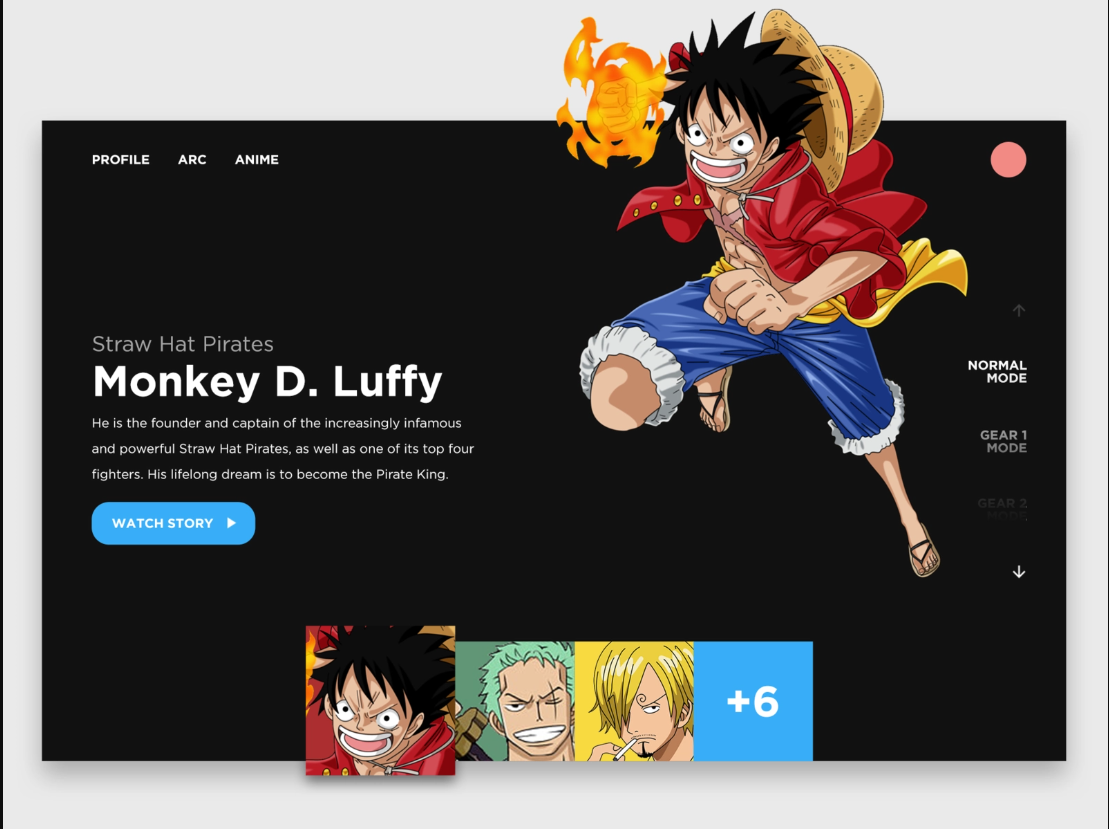 PROFILE ARC ANIME
Straw Hat Pirates
Monkey D. Luffy
He is the founder and captain of the increasingly infamous
and powerful Straw Hat Pirates, as well as one of its top four
fighters. His lifelong dream is to become the Pirate King.
WATCH STORY
NORMAL
MODE
GEAR 1
MODE
GEAR 2
MODE
+6